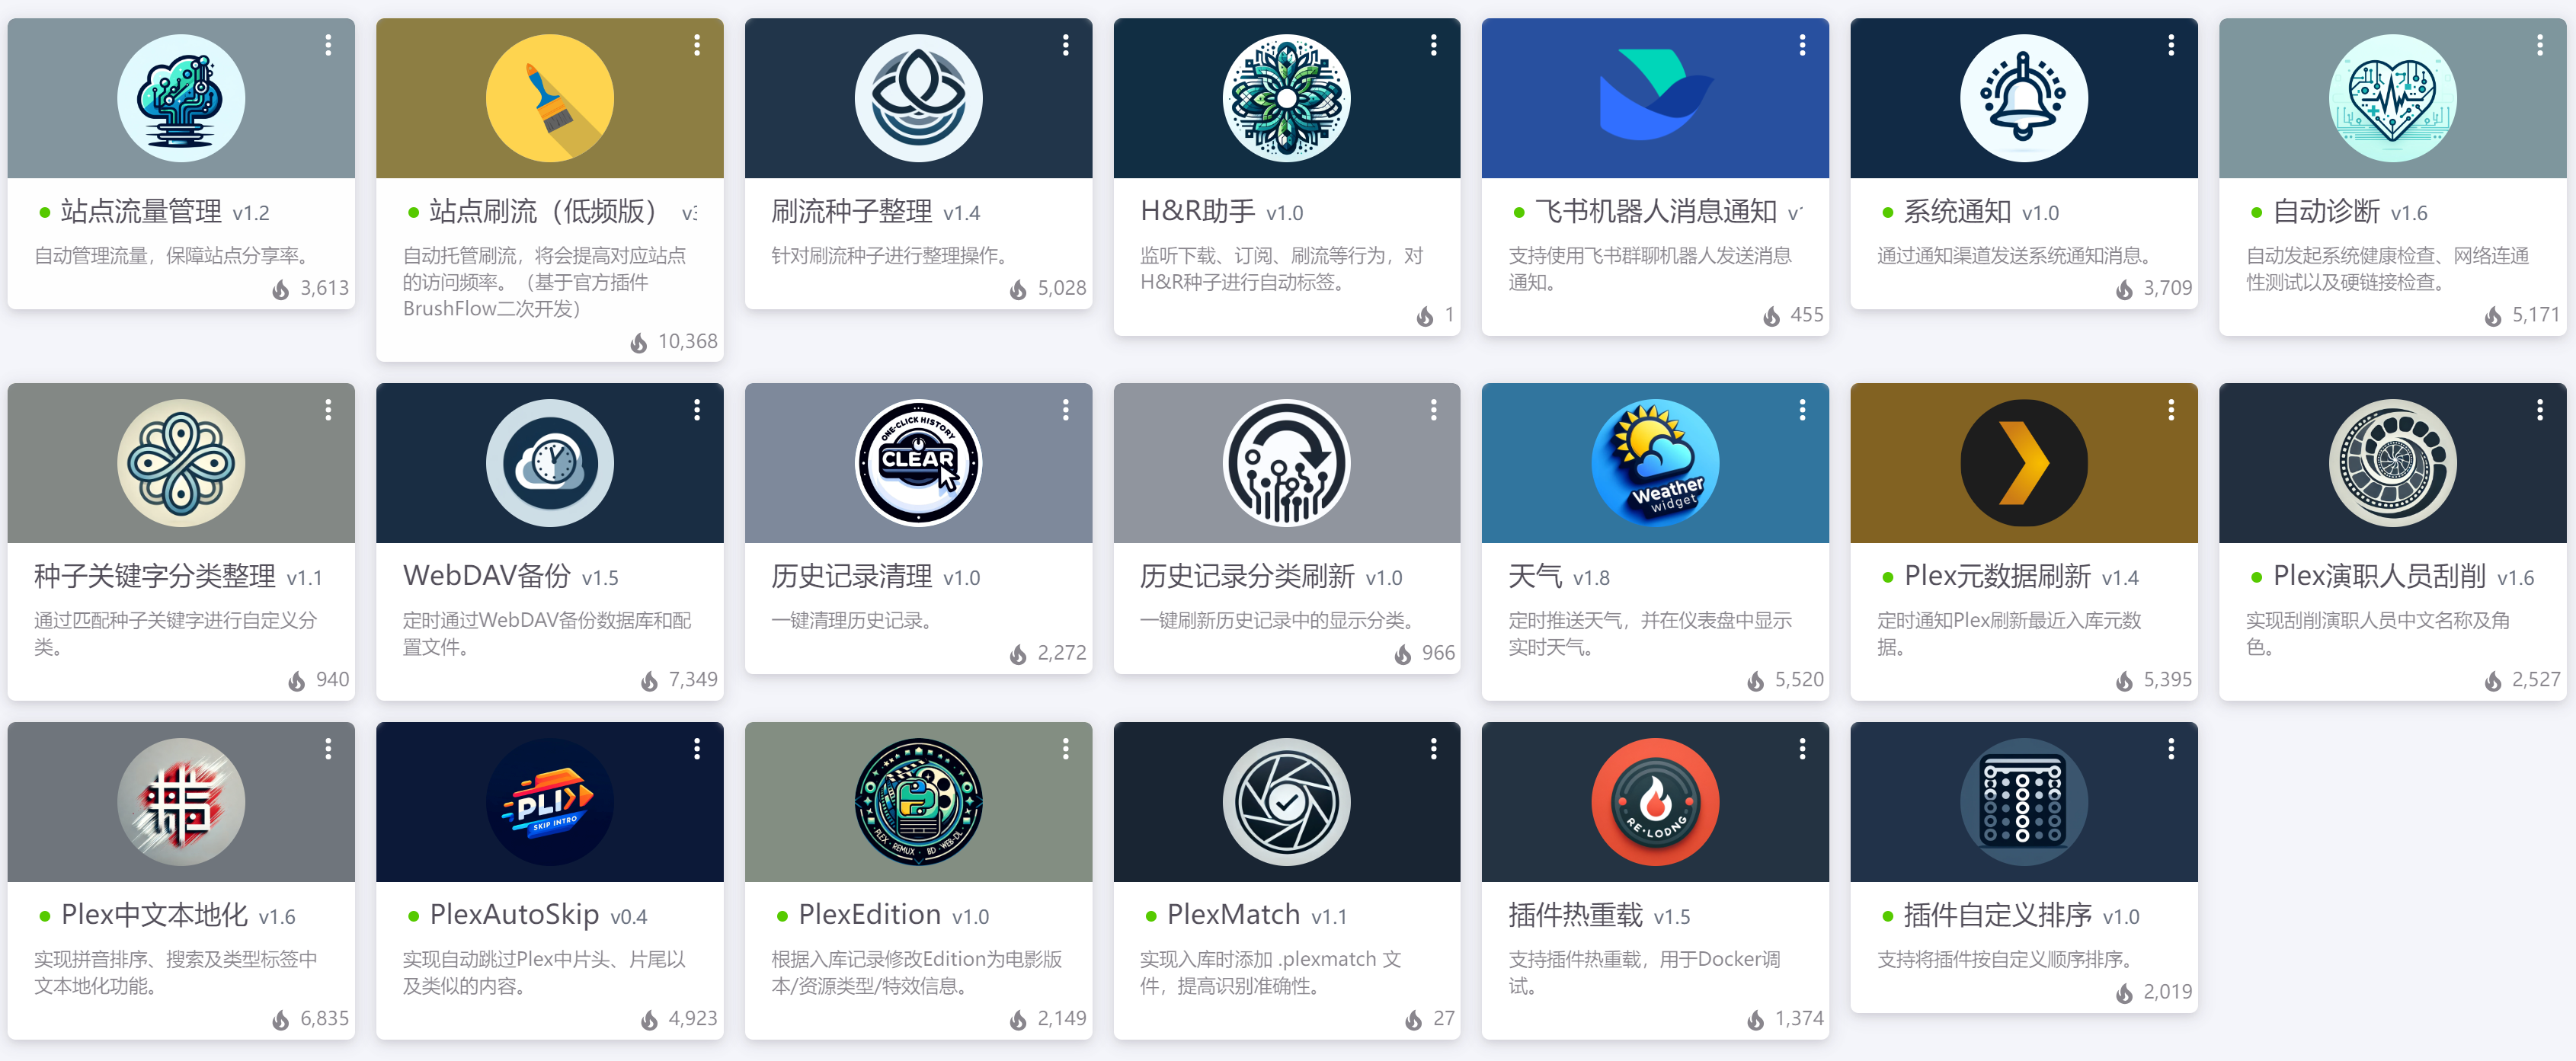 站点流量管理 v1.2
自动管理流量，保障站点分享率。
3,613
站点刷流（低频版）
自动托管刷流，将会提高对应站点
的访问频率。（基于官方插件
BrushFlow二次开发）
10,368
刷流种子整理 v1.4
针对刷流种子进行整理操作。
5,028
H&R助手 v1.0
监听下载、订阅、刷流等行为，对
H&R种子进行自动标签。
1
飞书机器人消息通知
支持使用飞书群聊机器人发送消息
通知。
455
系统通知 v1.0
通过通知渠道发送系统通知消息。
3,709
自动诊断 v1.6
自动发起系统健康检查、网络连通
性测试以及硬链接检查。
5,171
种子关键字分类整理 v1.1
通过匹配种子关键字进行自定义分
类。
940
WebDAV备份 v1.5
定时通过WebDAV备份数据库和配
置文件。
7,349
ONE-CLICK HISTORY
CLEAR
历史记录清理 v1.0
一键清理历史记录。
2,272
历史记录分类刷新 v1.0
一键刷新历史记录中的显示分类。
966
Weather
widget
天气 v1.8
定时推送天气，并在仪表盘中显示
实时天气。
5,520
Plex元数据刷新 v1.4
定时通知Plex刷新最近入库元数
据。
5,395
Plex演职人员刮削 v1.6
实现刮削演职人员中文名称及角
色。
2,527
Plex中文本地化 v1.6
实现拼音排序、搜索及类型标签中
文本地化功能。
6,835
PLI
SKIP INTRO
PlexAutoSkip v0.4
实现自动跳过Plex中片头、片尾以
及类似的内容。
4,923
PLEX · REMUX · BD · WEB-DL
PlexEdition v1.0
根据入库记录修改Edition为电影版
本/资源类型/特效信息。
2,149
PlexMatch v1.1
实现入库时添加 .plexmatch 文
件，提高识别准确性。
27
RE·LODNG
插件热重载 v1.5
支持插件热重载，用于Docker调
试。
1,374
插件自定义排序 v1.0
支持将插件按自定义顺序排序。
2,019